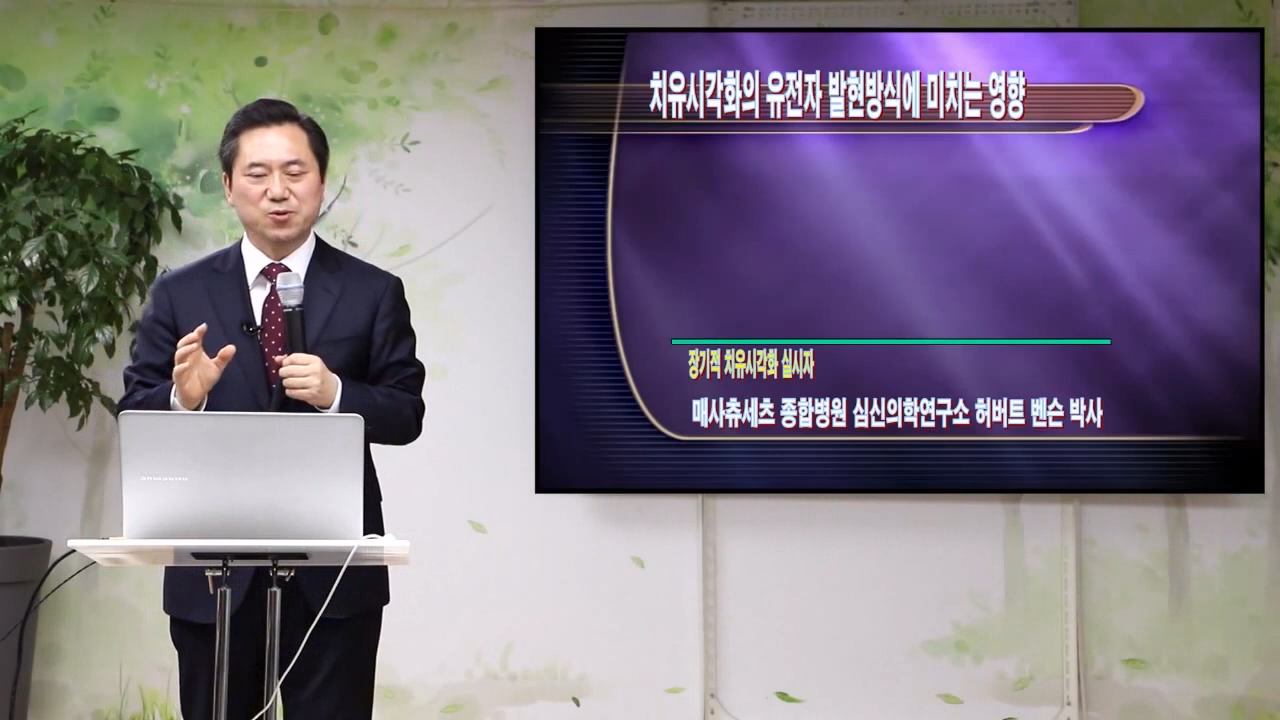 치유시각화의 유전자 발현방식에 미치는 영향
장기적 치유시각화 실시자
매사츄세츠 종합병원 심신의학연구소 허버트 벤슨 박사
SAMSUNG